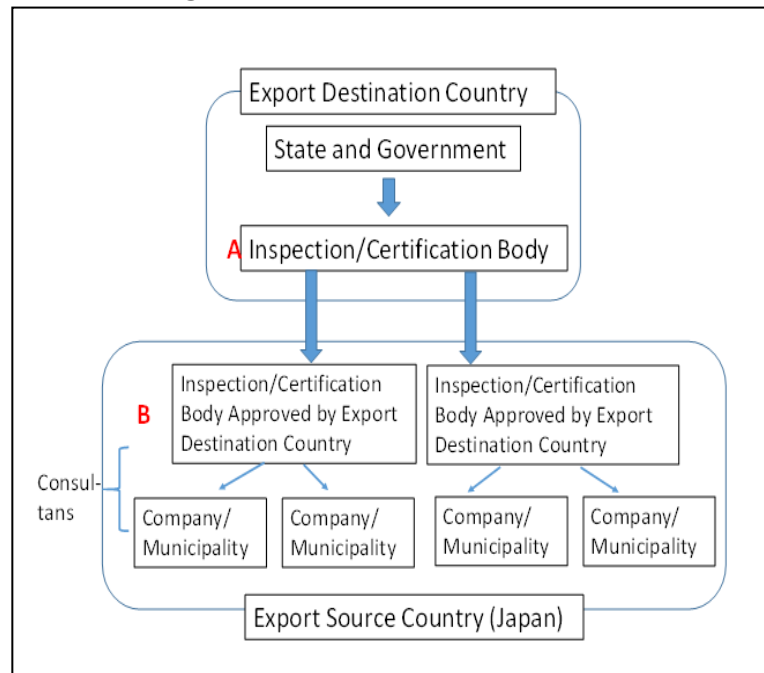 Export Destination Country
State and Government
A Inspection/Certification Body
B
Inspection/Certification
Body Approved by Export
Destination Country
Inspection/Certification
Body Approved by Export
Destination Country
Consul-
tans
Company/
Municipality
Company/
Municipality
Company/
Municipality
Company/
Municipality
Export Source Country (Japan)